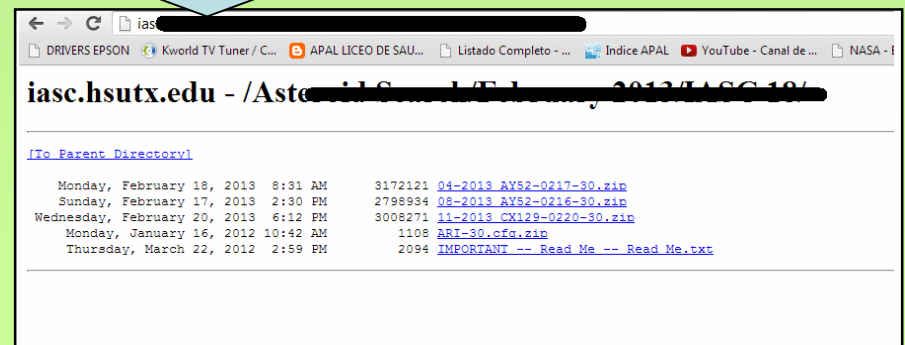 ias
DRIVERS EPSON Kworld TV Tuner / C... APAL LICEO DE SAU... Listado Completo - ... Indice APAL YouTube - Canal de ... NASA -
iasc.hsutx.edu - /Aste
[To Parent Directory]
Monday, February 18, 2013 8:31 AM 3172121 04-2013 AY52-0217-30.zip
Sunday, February 17, 2013 2:30 PM 2798934 08-2013 AY52-0216-30.zip
Wednesday, February 20, 2013 6:12 PM 3008271 11-2013 CX129-0220-30.zip
Monday, January 16, 2012 10:42 AM 1108 ARI-30.cfg.zip
Thursday, March 22, 2012 2:59 PM 2094 IMPORTANT -- Read Me -- Read Me.txt